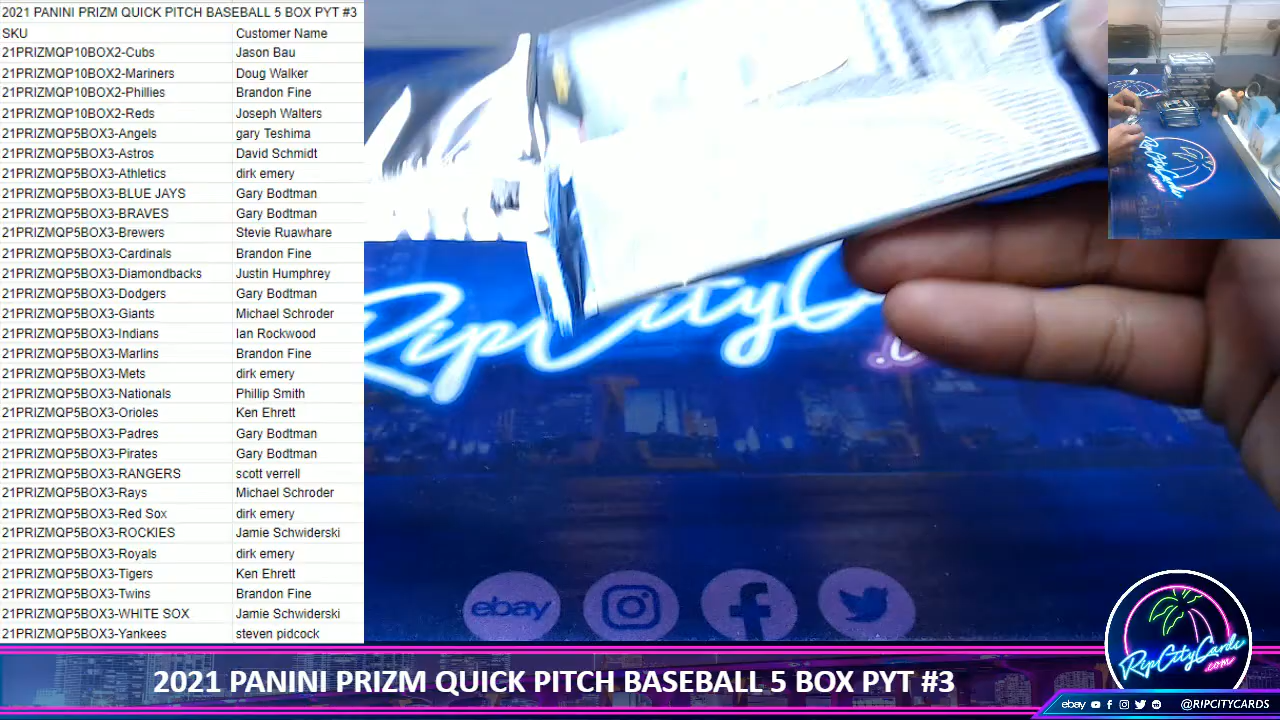 2021 PANINI PRIZM QUICK PITCH BASEBALL 5 BOX PYT #3
SKU Customer Name
21PRIZMQP10BOX2-Cubs Jason Bau
21PRIZMQP10BOX2-Mariners Doug Walker
21PRIZMQP10BOX2-Phillies Brandon Fine
21PRIZMQP10BOX2-Reds Joseph Walters
21PRIZMQP5BOX3-Angels gary Teshima
21PRIZMQP5BOX3-Astros David Schmidt
21PRIZMQP5BOX3-Athletics dirk emery
21PRIZMQP5BOX3-BLUE JAYS Gary Bodtman
21PRIZMQP5BOX3-BRAVES Gary Bodtman
21PRIZMQP5BOX3-Brewers Stevie Ruawhare
21PRIZMQP5BOX3-Cardinals Brandon Fine
21PRIZMQP5BOX3-Diamondbacks Justin Humphrey
21PRIZMQP5BOX3-Dodgers Gary Bodtman
21PRIZMQP5BOX3-Giants Michael Schroder
21PRIZMQP5BOX3-Indians Ian Rockwood
21PRIZMQP5BOX3-Marlins Brandon Fine
21PRIZMQP5BOX3-Mets dirk emery
21PRIZMQP5BOX3-Nationals Phillip Smith
21PRIZMQP5BOX3-Orioles Ken Ehrett
21PRIZMQP5BOX3-Padres Gary Bodtman
21PRIZMQP5BOX3-Pirates Gary Bodtman
21PRIZMQP5BOX3-RANGERS scott verrell
21PRIZMQP5BOX3-Rays Michael Schroder
21PRIZMQP5BOX3-Red Sox dirk emery
21PRIZMQP5BOX3-ROCKIES Jamie Schwiderski
21PRIZMQP5BOX3-Royals dirk emery
21PRIZMQP5BOX3-Tigers Ken Ehrett
21PRIZMQP5BOX3-Twins Brandon Fine
21PRIZMQP5BOX3-WHITE SOX Jamie Schwiderski
21PRIZMQP5BOX3-Yankees steven pidcock
RipCityC
ebay
RipCityCards
.com
2021 PANINI PRIZM QUICK PITCH BASEBALL 5 BOX PYT #3
RipCityCards
.com
ebay @RIPCITYCARDS